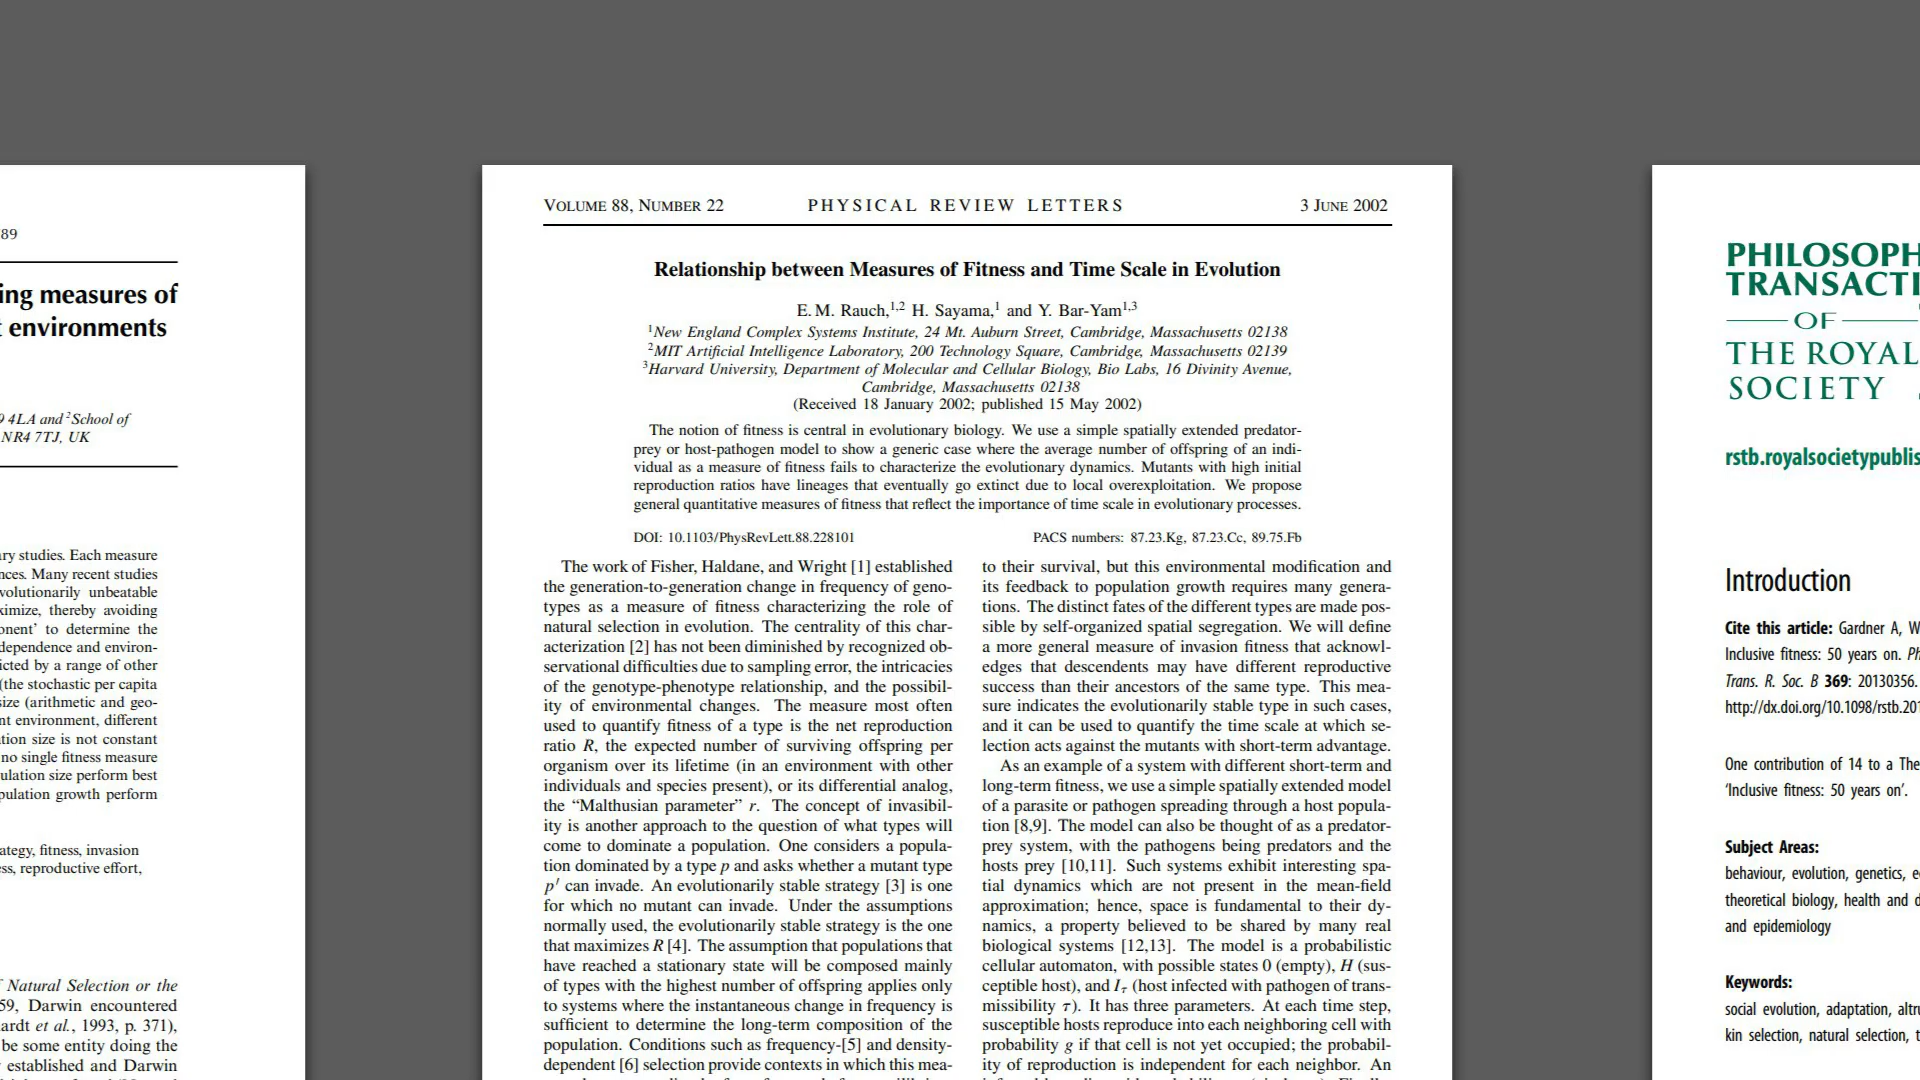 89
ing measures of
environments
9 4LA and 2School of
NR4 7TJ, UK
ary studies. Each measure
nces. Many recent studies
volutionarily unbeatable
ximize, thereby avoiding
onent' to determine the
dependence and environ-
icted by a range of other
(the stochastic per capita
size (arithmetic and geo-
nt environment, different
ation size is not constant
no single fitness measure
ulation size perform best
pulation growth perform
ategy, fitness, invasion
ess, reproductive effort,
f Natural Selection or the
59, Darwin encountered
ardt et al., 1993, p. 371),
be some entity doing the
established and Darwin
VOLUME 88, NUMBER 22 PHYSICAL REVIEW LETTERS 3 JUNE 2002
Relationship between Measures of Fitness and Time Scale in Evolution
E. M. Rauch,1,2 H. Sayama,1 and Y. Bar-Yam1,3
1New England Complex Systems Institute, 24 Mt. Auburn Street, Cambridge, Massachusetts 02138
2MIT Artificial Intelligence Laboratory, 200 Technology Square, Cambridge, Massachusetts 02139
3Harvard University, Department of Molecular and Cellular Biology, Bio Labs, 16 Divinity Avenue,
Cambridge, Massachusetts 02138
(Received 18 January 2002; published 15 May 2002)
The notion of fitness is central in evolutionary biology. We use a simple spatially extended predator-
prey or host-pathogen model to show a generic case where the average number of offspring of an indi-
vidual as a measure of fitness fails to characterize the evolutionary dynamics. Mutants with high initial
reproduction ratios have lineages that eventually go extinct due to local overexploitation. We propose
general quantitative measures of fitness that reflect the importance of time scale in evolutionary processes.
DOI: 10.1103/PhysRevLett.88.228101 PACS numbers: 87.23.Kg, 87.23.Cc, 89.75.Fb
The work of Fisher, Haldane, and Wright [1] established
the generation-to-generation change in frequency of geno-
types as a measure of fitness characterizing the role of
natural selection in evolution. The centrality of this char-
acterization [2] has not been diminished by recognized ob-
servational difficulties due to sampling error, the intricacies
of the genotype-phenotype relationship, and the possibil-
ity of environmental changes. The measure most often
used to quantify fitness of a type is the net reproduction
ratio R, the expected number of surviving offspring per
organism over its lifetime (in an environment with other
individuals and species present), or its differential analog,
the “Malthusian parameter” r. The concept of invasibil-
ity is another approach to the question of what types will
come to dominate a population. One considers a popula-
tion dominated by a type p and asks whether a mutant type
p′ can invade. An evolutionarily stable strategy [3] is one
for which no mutant can invade. Under the assumptions
normally used, the evolutionarily stable strategy is the one
that maximizes R [4]. The assumption that populations that
have reached a stationary state will be composed mainly
of types with the highest number of offspring applies only
to systems where the instantaneous change in frequency is
sufficient to determine the long-term composition of the
population. Conditions such as frequency-[5] and density-
dependent [6] selection provide contexts in which this mea-
to their survival, but this environmental modification and
its feedback to population growth requires many genera-
tions. The distinct fates of the different types are made pos-
sible by self-organized spatial segregation. We will define
a more general measure of invasion fitness that acknowl-
edges that descendents may have different reproductive
success than their ancestors of the same type. This mea-
sure indicates the evolutionarily stable type in such cases,
and it can be used to quantify the time scale at which se-
lection acts against the mutants with short-term advantage.
As an example of a system with different short-term and
long-term fitness, we use a simple spatially extended model
of a parasite or pathogen spreading through a host popula-
tion [8,9]. The model can also be thought of as a predator-
prey system, with the pathogens being predators and the
hosts prey [10,11]. Such systems exhibit interesting spa-
tial dynamics which are not present in the mean-field
approximation; hence, space is fundamental to their dy-
namics, a property believed to be shared by many real
biological systems [12,13]. The model is a probabilistic
cellular automaton, with possible states 0 (empty), H (sus-
ceptible host), and Iτ (host infected with pathogen of trans-
missibility τ). It has three parameters. At each time step,
susceptible hosts reproduce into each neighboring cell with
probability g if that cell is not yet occupied; the probabil-
ity of reproduction is independent for each neighbor. An
PHILOSOPH
TRANSACTI
OF
THE ROYAL
SOCIETY
rstb.royalsocietypublis
Introduction
Cite this article: Gardner A, W
Inclusive fitness: 50 years on. Ph
Trans. R. Soc. B 369: 20130356.
http://dx.doi.org/10.1098/rstb.201
One contribution of 14 to a The
'Inclusive fitness: 50 years on'.
Subject Areas:
behaviour, evolution, genetics, e
theoretical biology, health and d
and epidemiology
Keywords:
social evolution, adaptation, altru
kin selection, natural selection, t